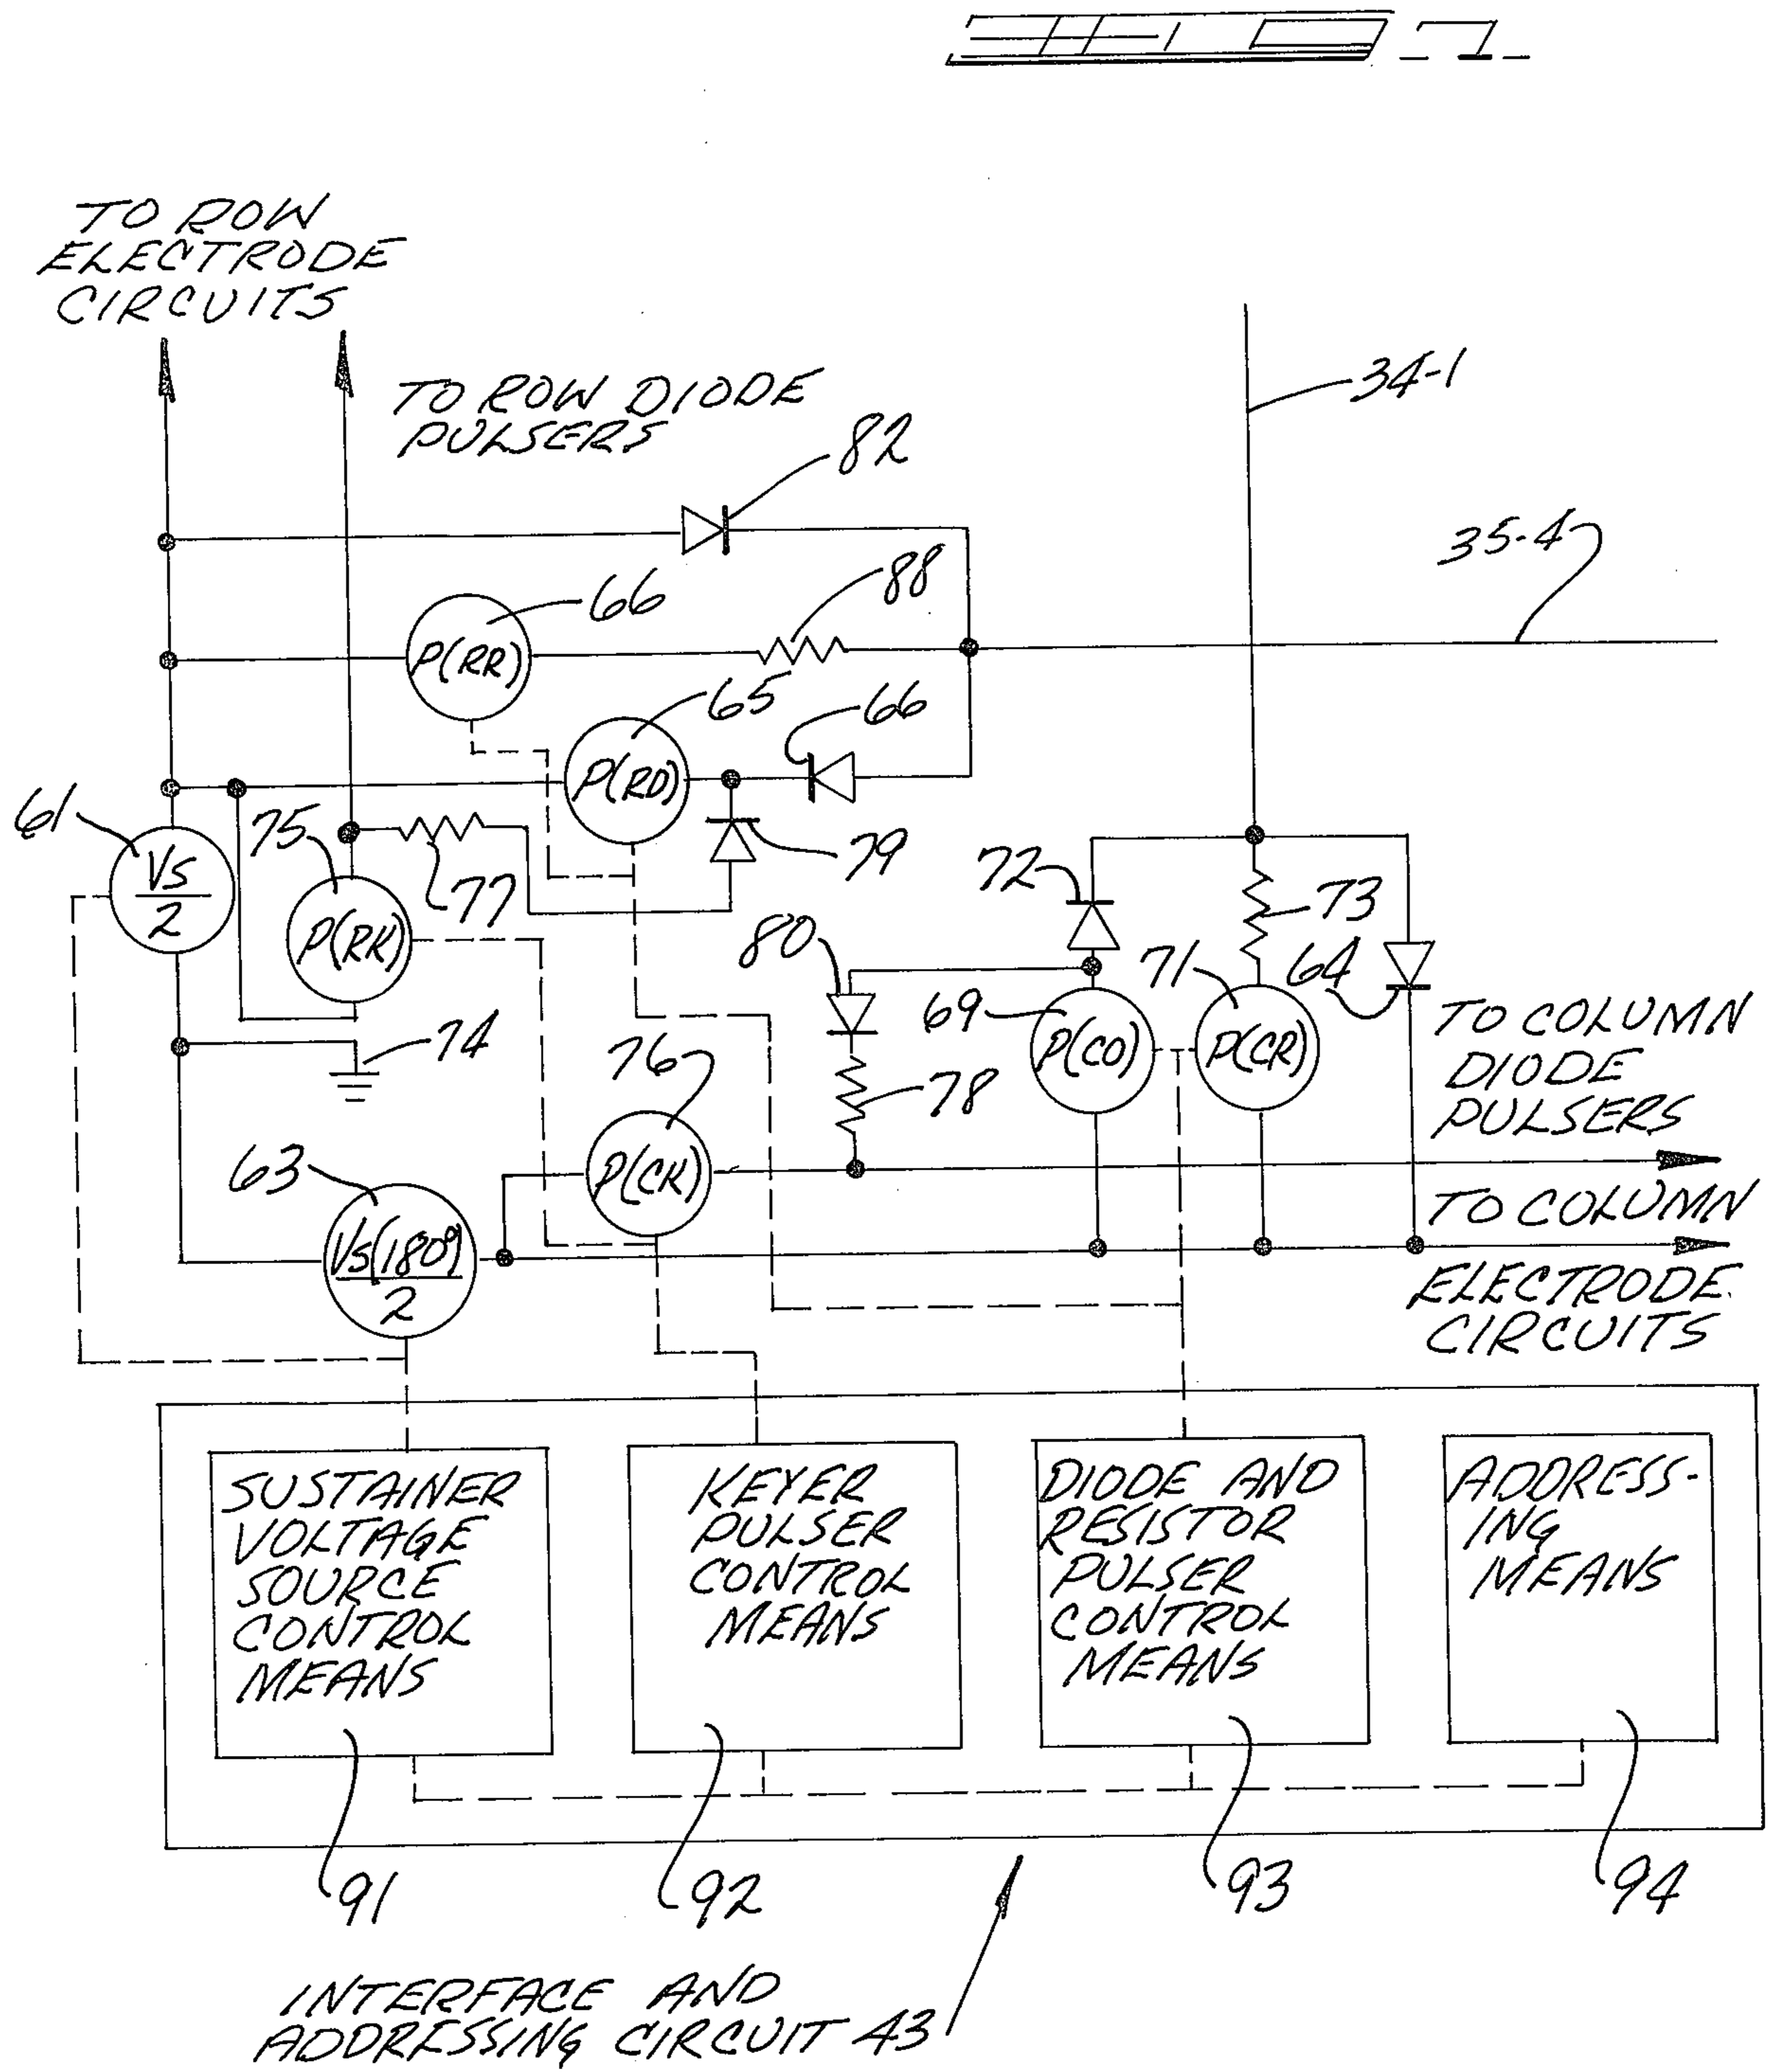 FIG-7-
TO ROW
ELECTRODE
CIRCUITS
TO ROW DIODE
PULSERS
82
34-1
35-4
66
88
P(RR)
65
66
P(RD)
61
75
VS
2
77
79
P(RK)
72
73
80
71
64
69
74
76
P(CD)
P(CR)
TO COLUMN
DIODE
PULSERS
78
63
P(CK)
TO COLUMN
VS(180°)
2
ELECTRODE
CIRCUITS
SUSTAINER
VOLTAGE
SOURCE
CONTROL
MEANS
KEYER
PULSER
CONTROL
MEANS
DIODE AND
RESISTOR
PULSER
CONTROL
MEANS
ADDRESS-
ING
MEANS
91
92
93
94
INTERFACE AND
ADDRESSING CIRCUIT 43